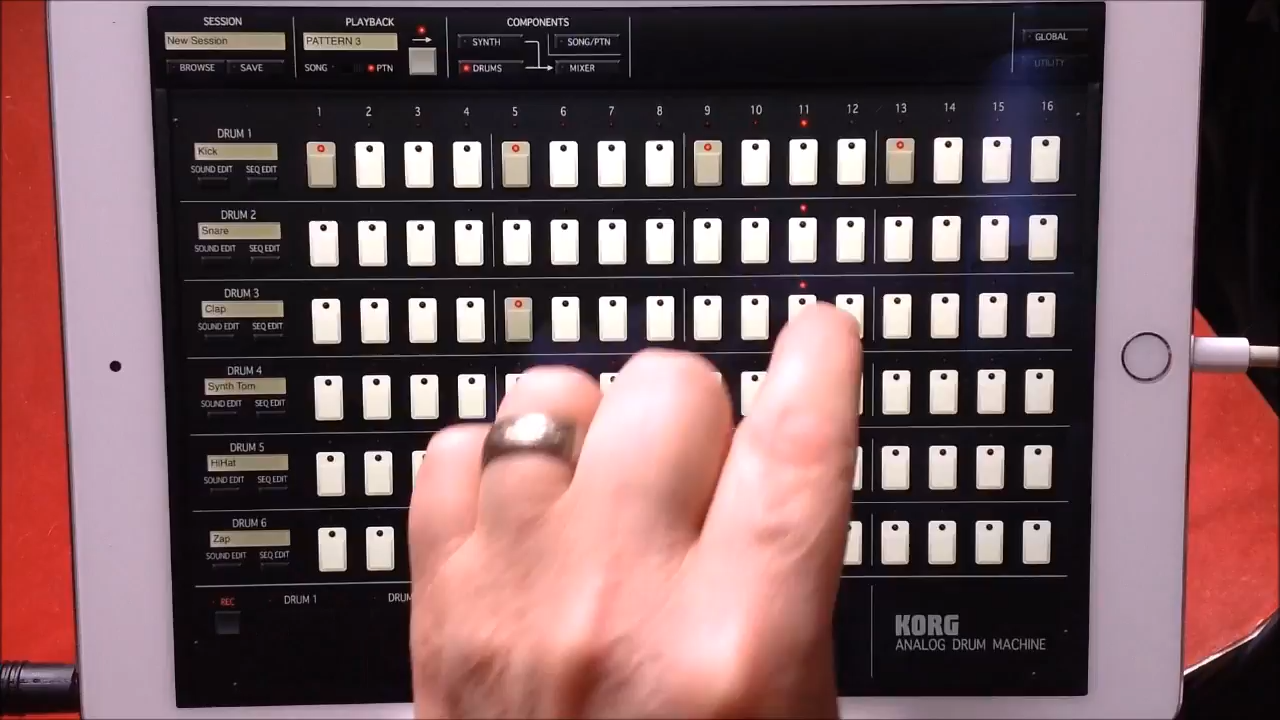 SESSION PLAYBACK COMPONENTS
New Session PATTERN 3 SYNTH SONG/PTN GLOBAL
BROWSE SAVE SONG PTN DRUMS MIXER UTILITY
1 2 3 4 5 6 7 8 9 10 11 12 13 14 15 16
DRUM 1
Kick
SOUND EDIT SEQ EDIT
DRUM 2
Snare
SOUND EDIT SEQ EDIT
DRUM 3
Clap
SOUND EDIT SEQ EDIT
DRUM 4
Synth Tom
SOUND EDIT SEQ EDIT
DRUM 5
HiHat
SOUND EDIT SEQ EDIT
DRUM 6
Zap
SOUND EDIT SEQ EDIT
REC DRUM 1
KORG
ANALOG DRUM MACHINE